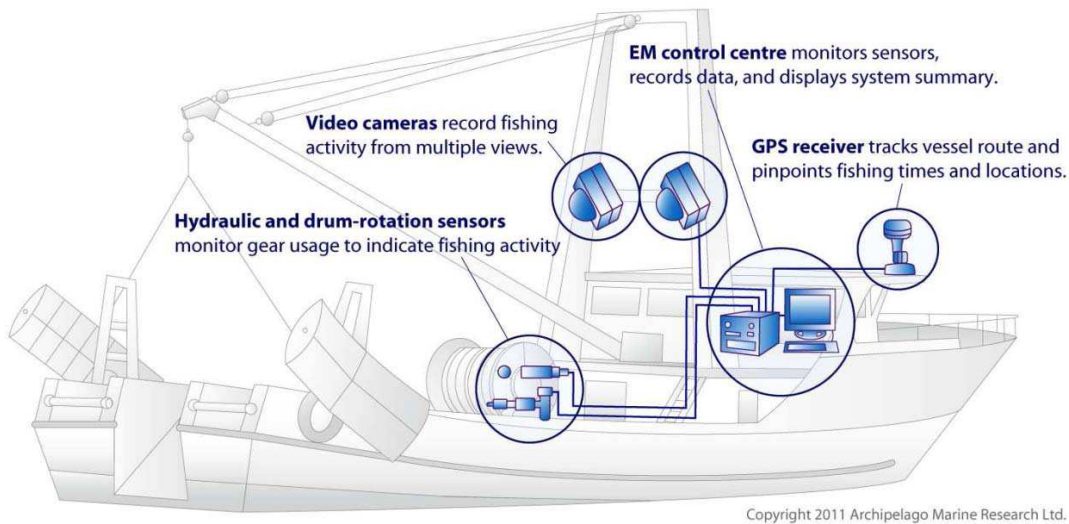 EM control centre monitors sensors,
records data, and displays system summary.
Video cameras record fishing
activity from multiple views.
GPS receiver tracks vessel route and
pinpoints fishing times and locations.
Hydraulic and drum-rotation sensors
monitor gear usage to indicate fishing activity
Copyright 2011 Archipelago Marine Research Ltd.